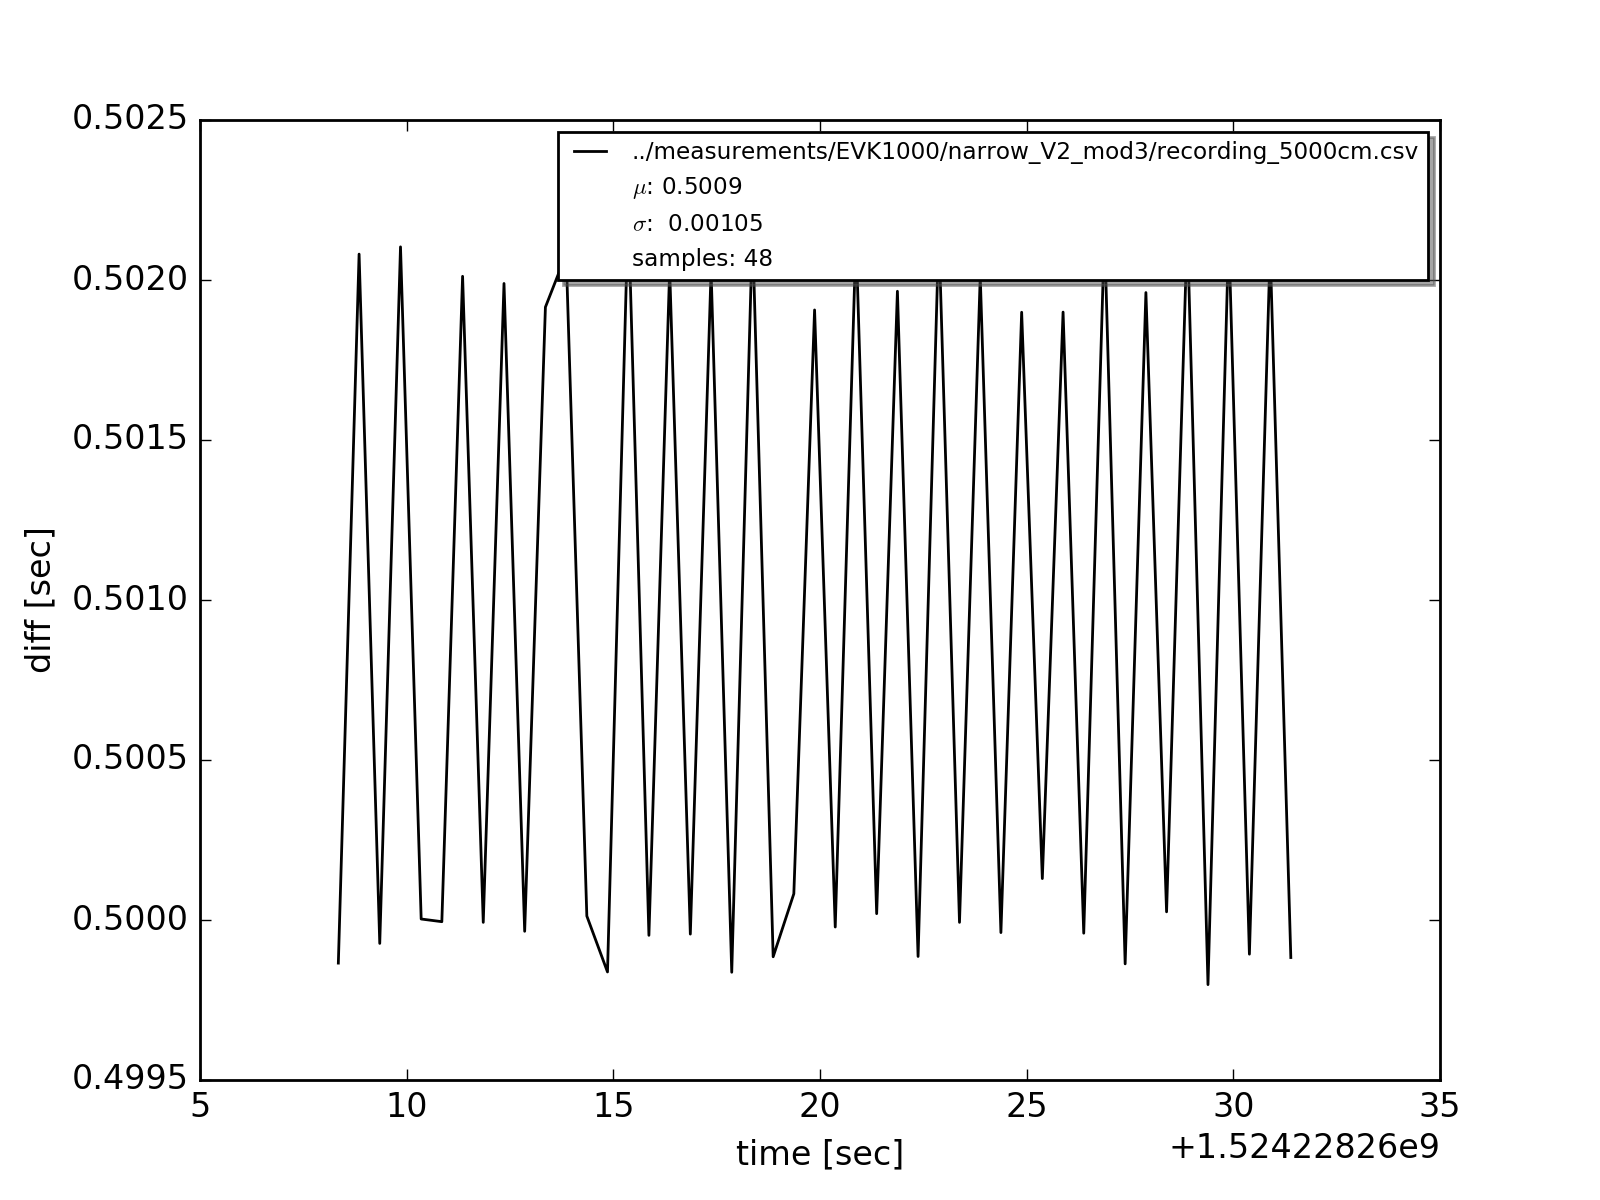 0.5025
0.5020
0.5015
0.5010
0.5005
0.5000
0.4995
diff [sec]
../measurements/EVK1000/narrow_V2_mod3/recording_5000cm.csv
μ: 0.5009
σ: 0.00105
samples: 48
5 10 15 20 25 30 35
time [sec]
+1.52422826e9